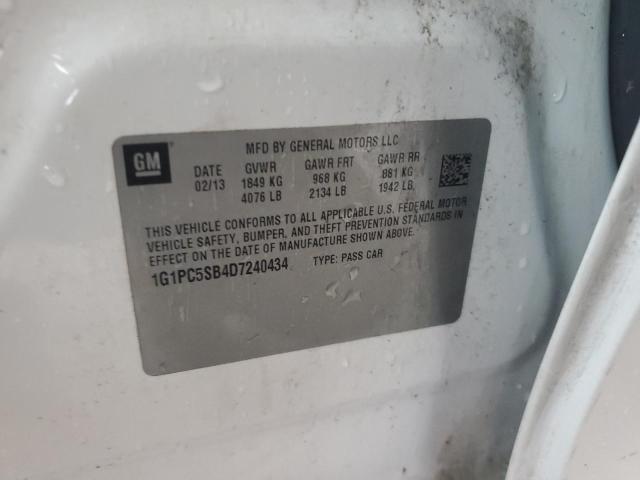 GM
MFD BY GENERAL MOTORS LLC
DATE GVWR GAWR FRT GAWR RR
02/13 1849 KG 968 KG 881 KG
4076 LB 2134 LB 1942 LB
THIS VEHICLE CONFORMS TO ALL APPLICABLE U.S. FEDERAL MOTOR
VEHICLE SAFETY, BUMPER, AND THEFT PREVENTION STANDARDS IN
EFFECT ON THE DATE OF MANUFACTURE SHOWN ABOVE.
1G1PC5SB4D7240434 TYPE: PASS CAR